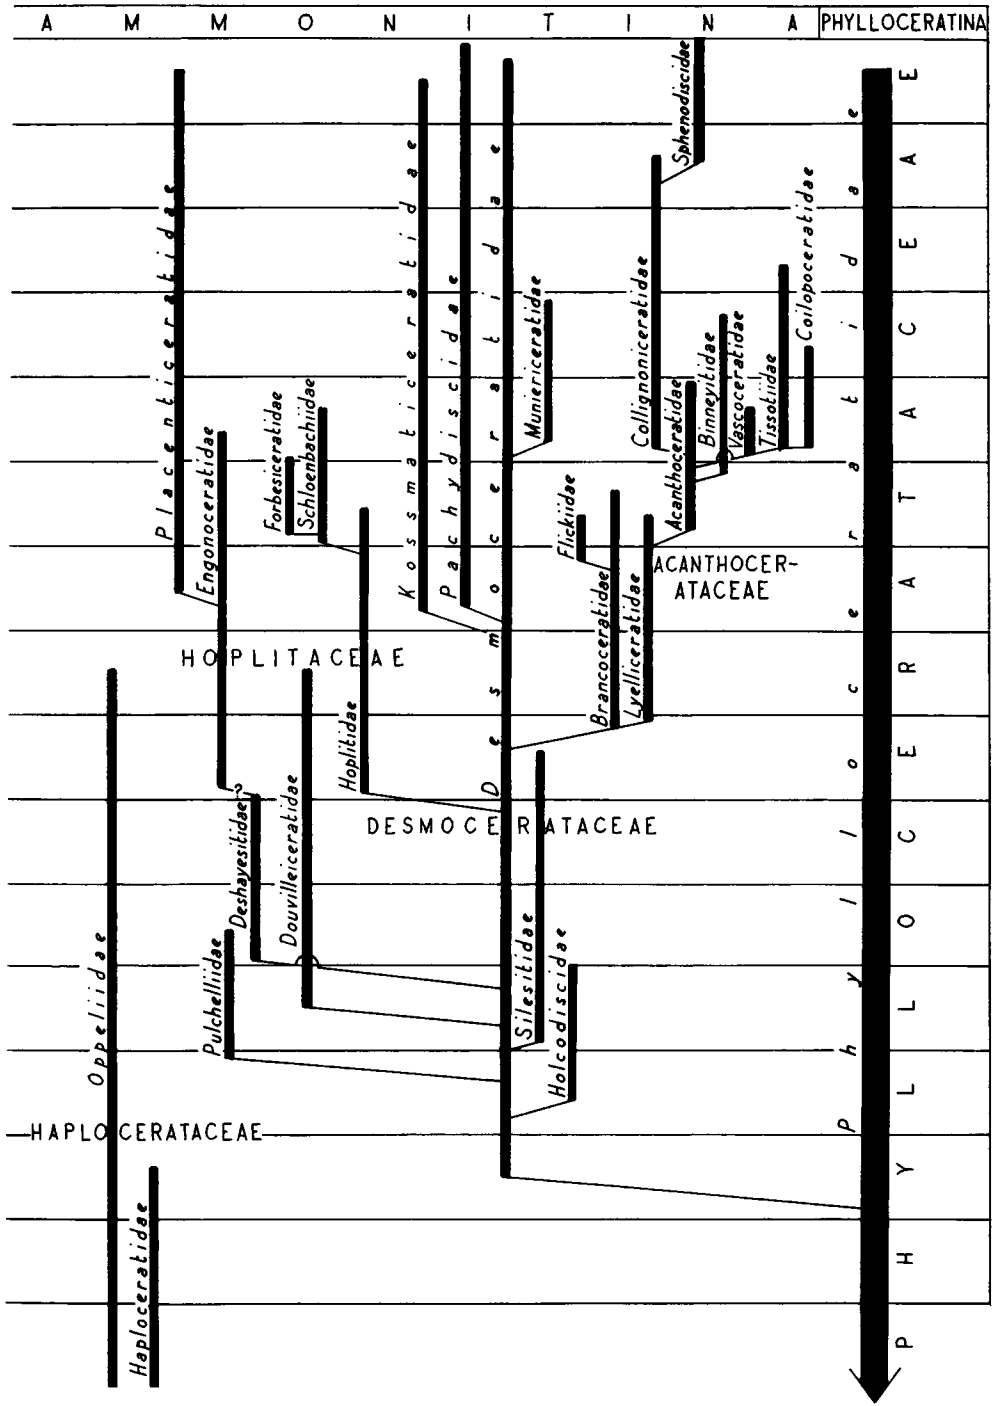 AMMONITINA
PHYLLOCERATINA
Sphenodiscidae
Placenticeratidae
Kossmaticeratidae
Pachydiscidae
Desmoceratidae
Muniericeratidae
Collignoniceratidae
Coilopoceratidae
Binneyitidae
Vascoceratidae
Tissotiidae
Acanthoceratidae
Engonoceratidae
Forbesiceratidae
Schloenbachiidae
Flickiidae
ACANTHOCER-
ATACEAE
Brancoceratidae
Lyelliceratidae
HOPLITACEAE
Hoplitidae
?
Deshayesitidae
Douvilleiceratidae
DESMOCERATACEAE
Oppeliidae
Pulchelliidae
Silesitidae
Holcodiscidae
HAPLOCERATACEAE
Haploceratidae
Phylloceratidae
PHYLLOCERATACEAE